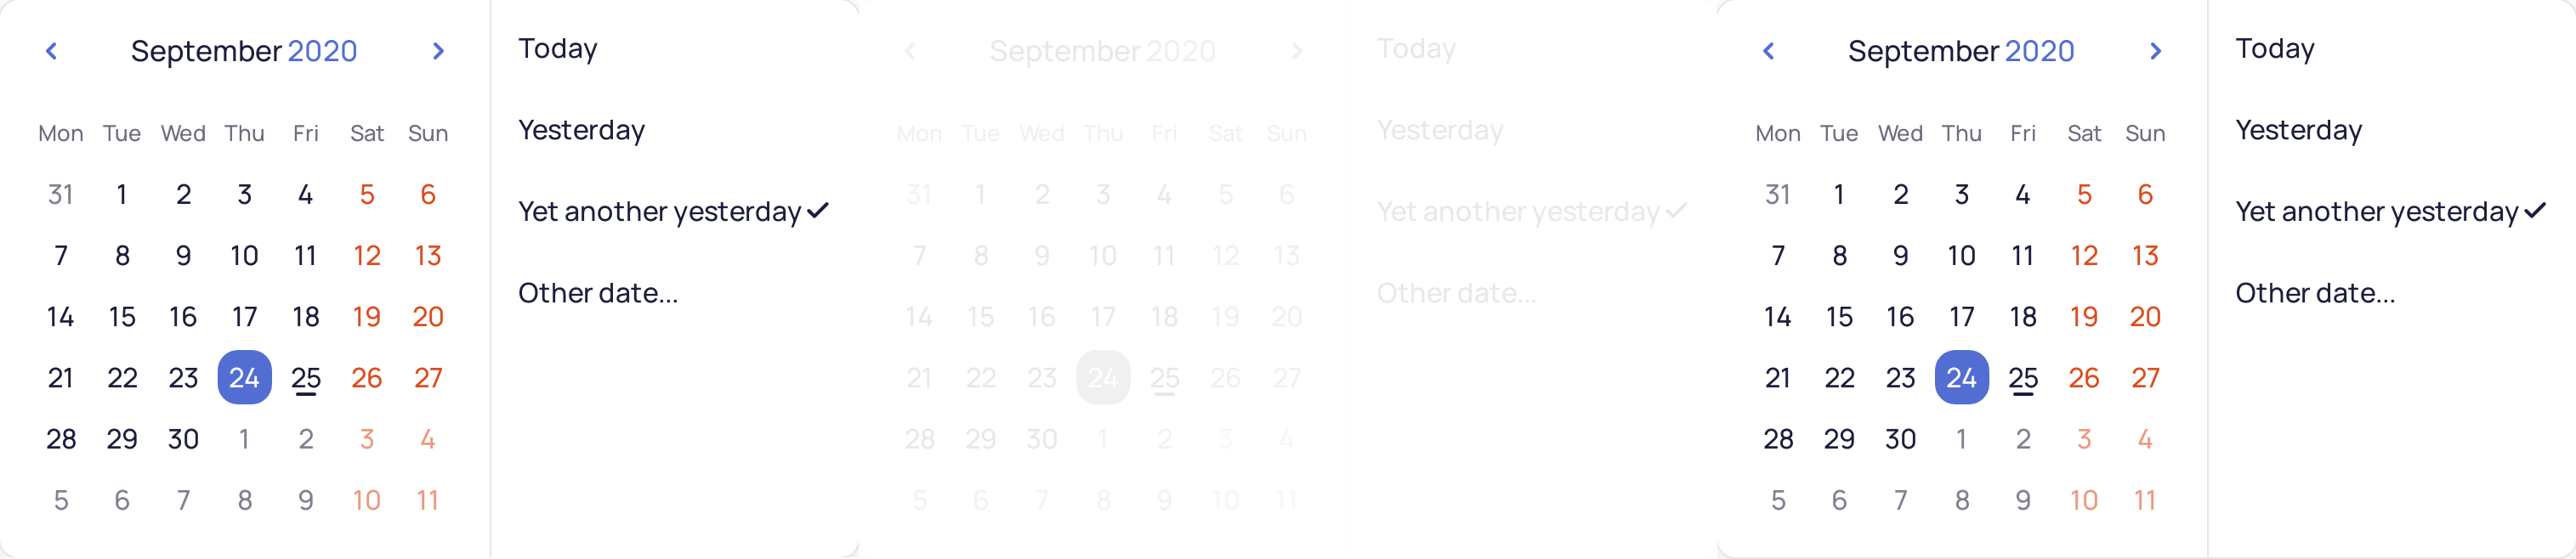 September 2020
Mon Tue Wed Thu Fri Sat Sun
31 1 2 3 4 5 6
7 8 9 10 11 12 13
14 15 16 17 18 19 20
21 22 23 24 25 26 27
28 29 30 1 2 3 4
5 6 7 8 9 10 11
Today
Yesterday
Yet another yesterday
Other date...
September 2020
Mon Tue Wed Thu Fri Sat Sun
31 1 2 3 4 5 6
7 8 9 10 11 12 13
14 15 16 17 18 19 20
21 22 23 24 25 26 27
28 29 30 1 2 3 4
5 6 7 8 9 10 11
Today
Yesterday
Yet another yesterday
Other date...
September 2020
Mon Tue Wed Thu Fri Sat Sun
31 1 2 3 4 5 6
7 8 9 10 11 12 13
14 15 16 17 18 19 20
21 22 23 24 25 26 27
28 29 30 1 2 3 4
5 6 7 8 9 10 11
Today
Yesterday
Yet another yesterday
Other date...